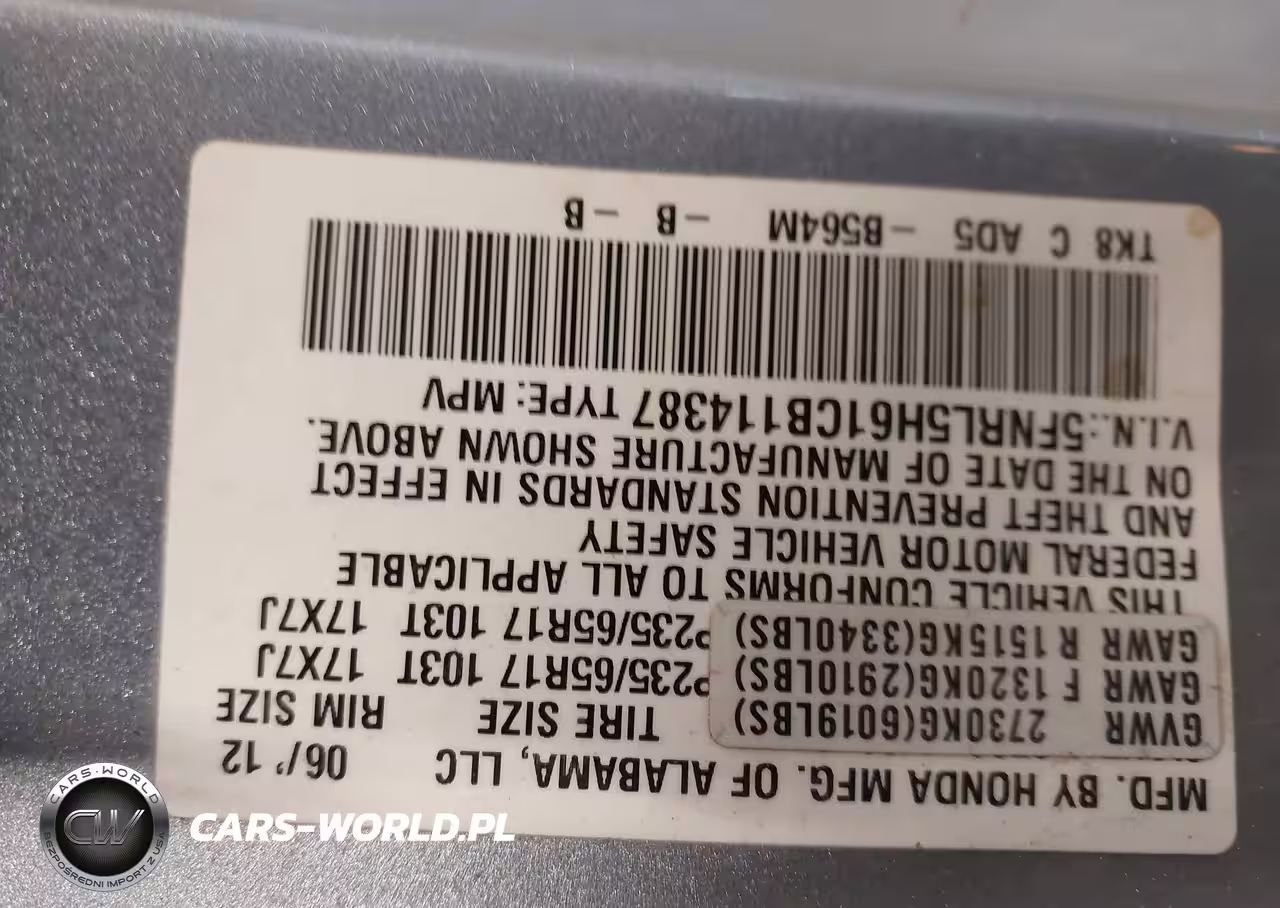 MFD. BY HONDA MFG. OF ALABAMA, LLC 06/'12
GVWR 2730KG(6019LBS) TIRE SIZE RIM SIZE
GAWR F 1320KG(2910LBS) P235/65R17 103T 17X7J
GAWR R 1515KG(3340LBS) P235/65R17 103T 17X7J
THIS VEHICLE CONFORMS TO ALL APPLICABLE
FEDERAL MOTOR VEHICLE SAFETY
AND THEFT PREVENTION STANDARDS IN EFFECT
ON THE DATE OF MANUFACTURE SHOWN ABOVE.
V.I.N.:5FNRL5H61CB114387 TYPE: MPV
TK8 C AD5 -B564M -B -B
CARS-WORLD
CW
BEZPOŚREDNI IMPORT Z USA
CARS-WORLD.PL